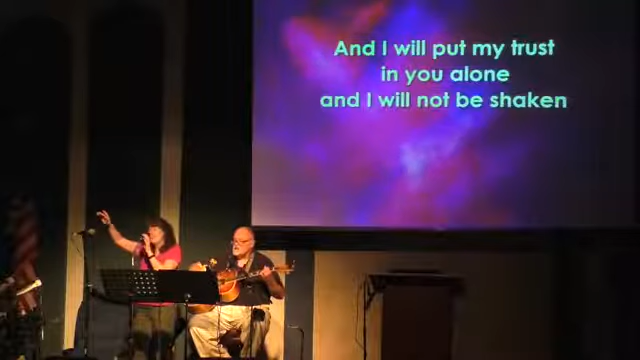 And I will put my trust
in you alone
and I will not be shaken